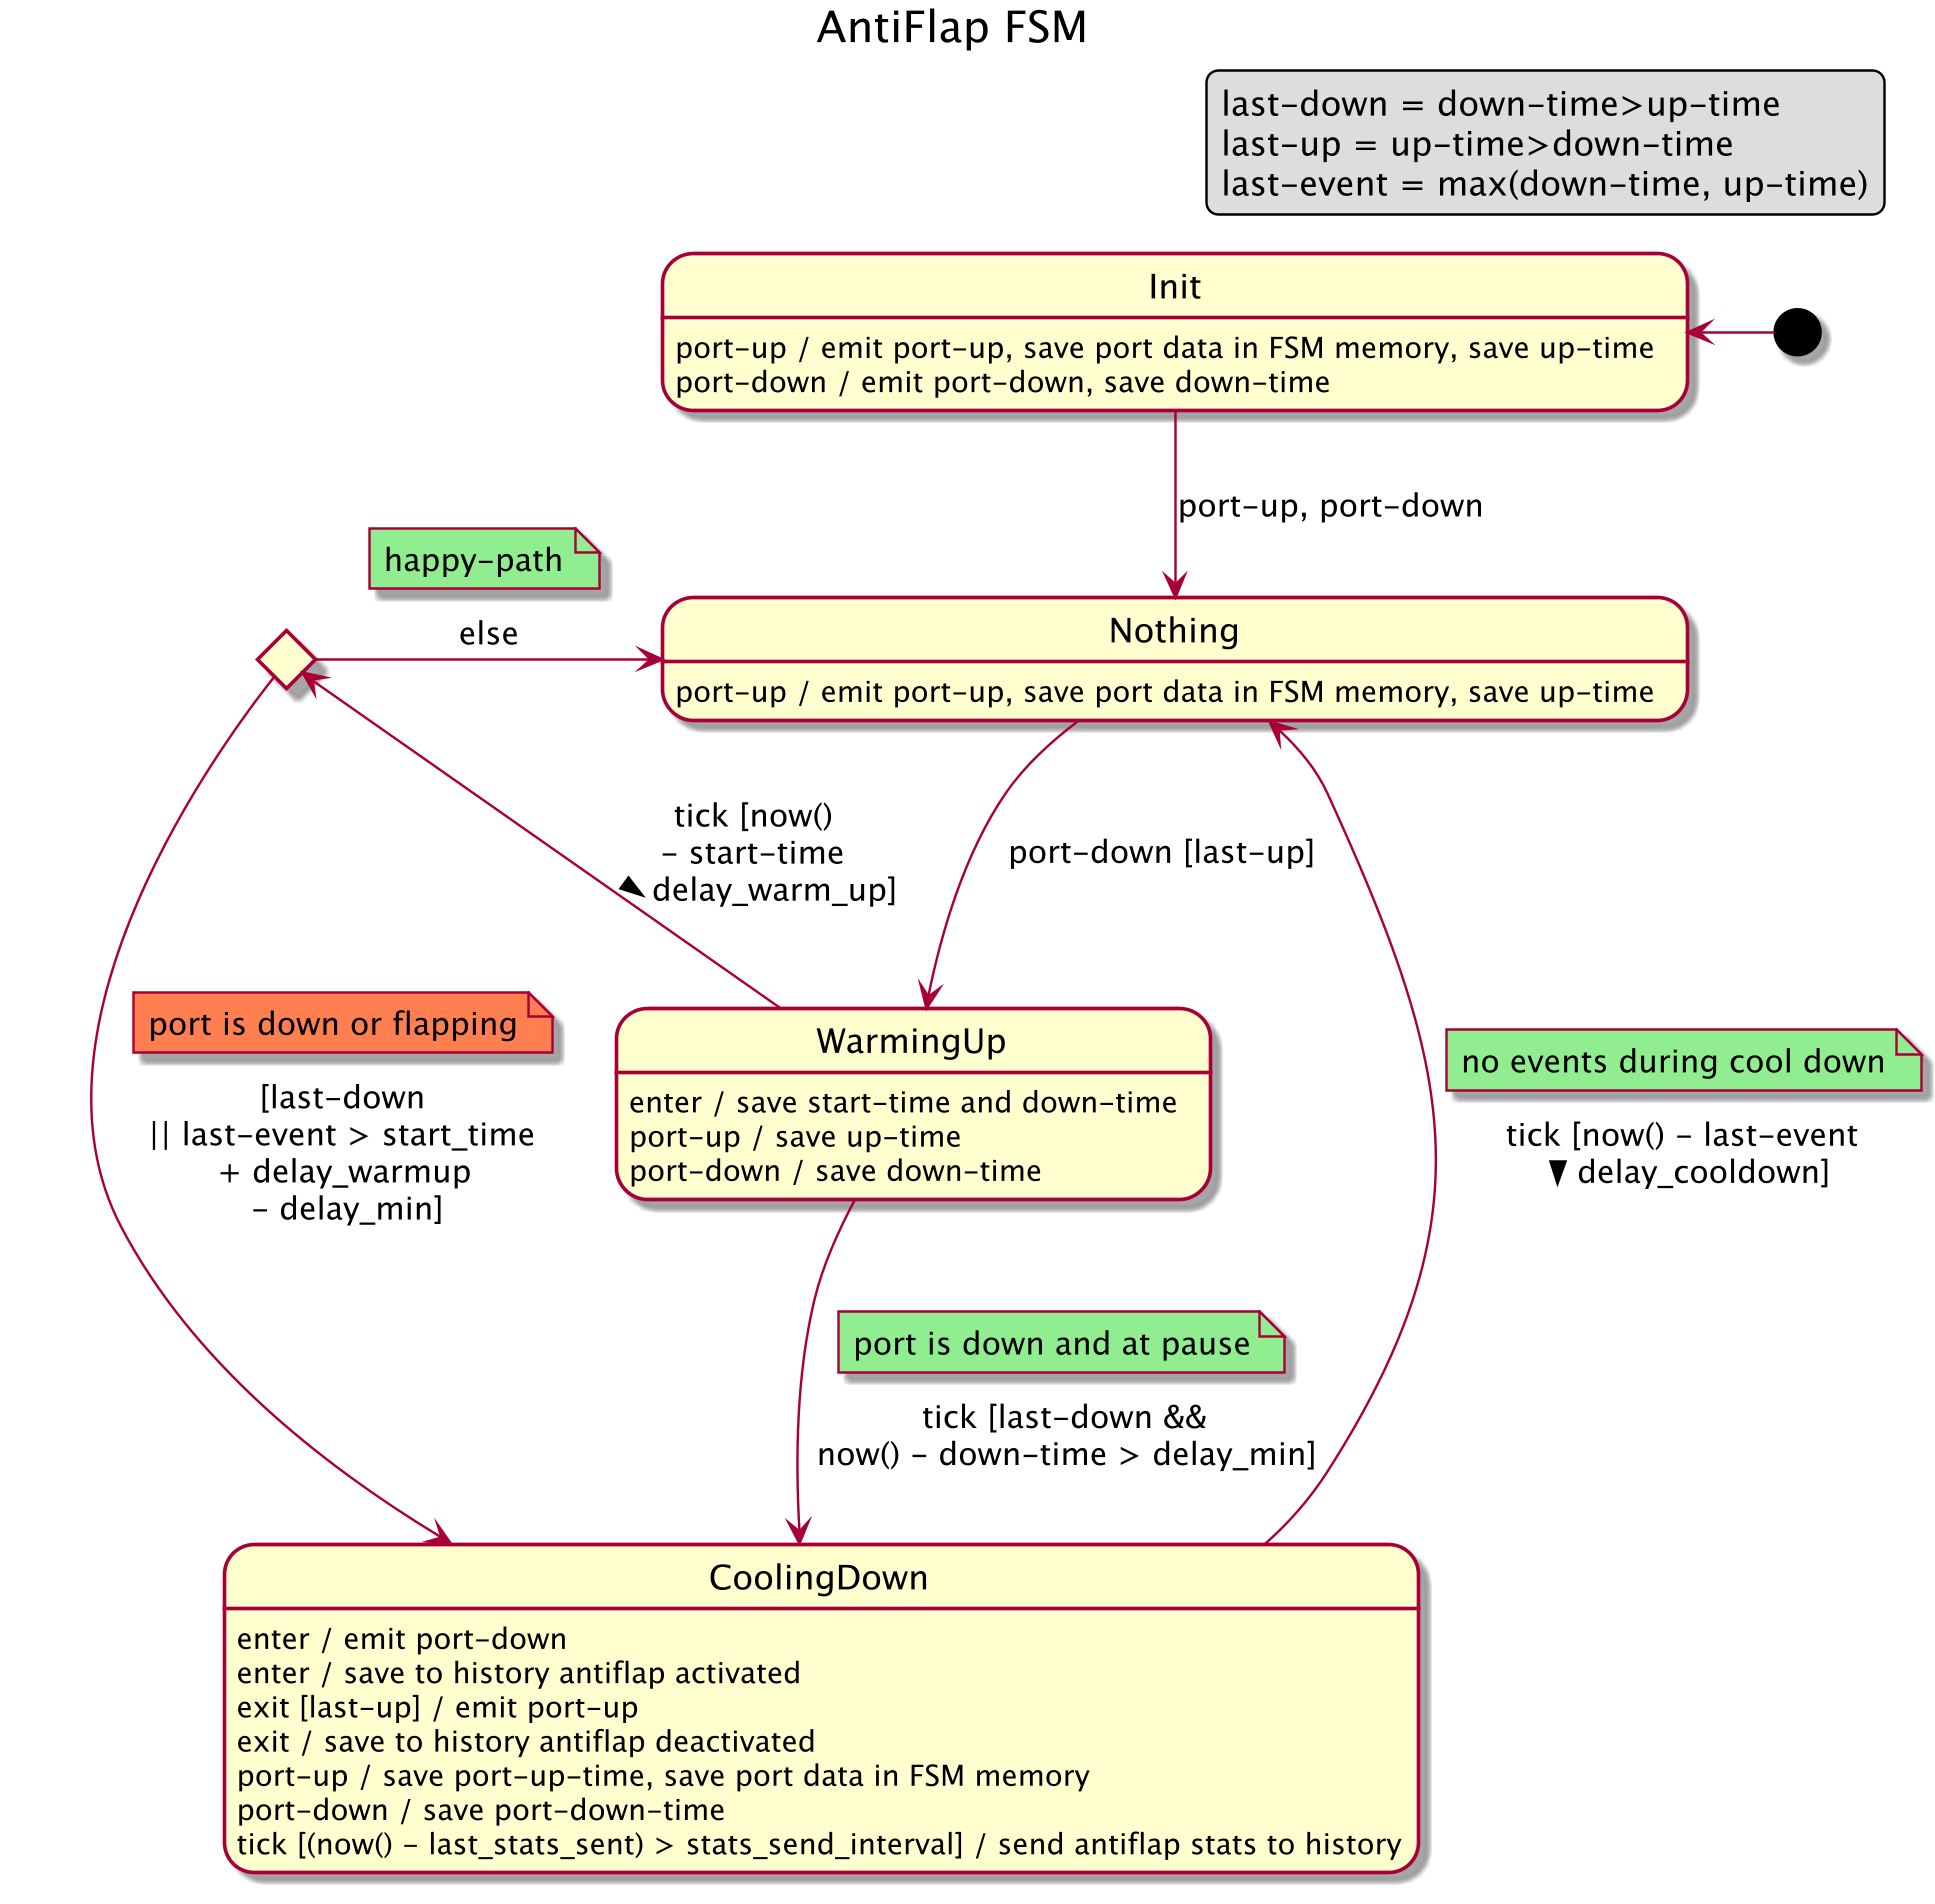 AntiFlap FSM
last-down = down-time>up-time
last-up = up-time>down-time
last-event = max(down-time, up-time)
Init
port-up / emit port-up, save port data in FSM memory, save up-time
port-down / emit port-down, save down-time
port-up, port-down
happy-path
else
Nothing
port-up / emit port-up, save port data in FSM memory, save up-time
tick [now()
- start-time
delay_warm_up]
port-down [last-up]
port is down or flapping
[last-down
|| last-event > start_time
+ delay_warmup
- delay_min]
WarmingUp
enter / save start-time and down-time
port-up / save up-time
port-down / save down-time
no events during cool down
tick [now() - last-event
delay_cooldown]
port is down and at pause
tick [last-down &&
now() - down-time > delay_min]
CoolingDown
enter / emit port-down
enter / save to history antiflap activated
exit [last-up] / emit port-up
exit / save to history antiflap deactivated
port-up / save port-up-time, save port data in FSM memory
port-down / save port-down-time
tick [(now() - last_stats_sent) > stats_send_interval] / send antiflap stats to history